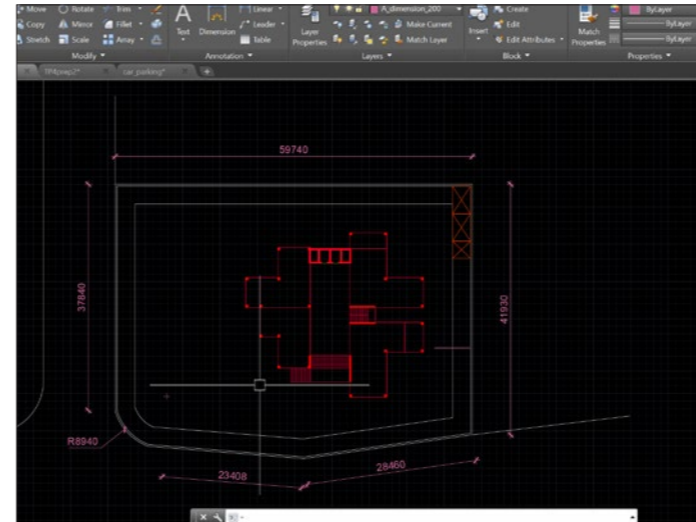 Move Rotate Trim Linear A_dimension_200 Create ByLayer
Copy Mirror Fillet Text Dimension Leader Layer Properties Make Current Insert Edit Match Properties ByLayer
Stretch Scale Array Table Match Layer Edit Attributes ByLayer
Modify Annotation Layers Block Properties
car_parking*
59740
37840
41930
R8940
23408
28460